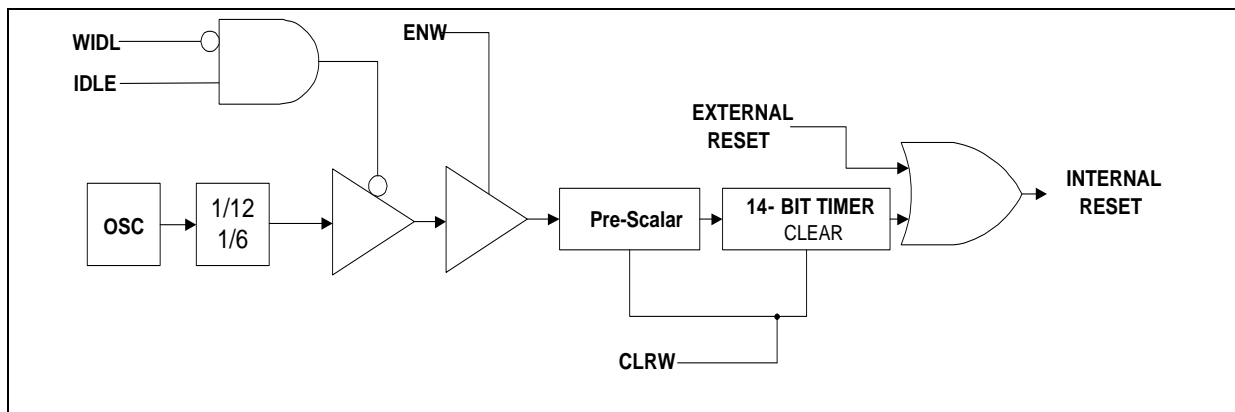 WIDL
IDLE
ENW
EXTERNAL
RESET
INTERNAL
RESET
OSC
1/12
1/6
Pre-Scalar
14- BIT TIMER
CLEAR
CLRW